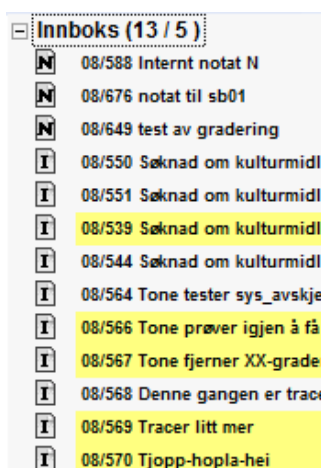 Innboks (13 / 5 )
N 08/588 Internt notat N
N 08/676 notat til sb01
N 08/649 test av gradering
I 08/550 Søknad om kulturmidl
I 08/551 Søknad om kulturmidl
I 08/539 Søknad om kulturmidl
I 08/544 Søknad om kulturmidl
I 08/564 Tone tester sys_avskje
I 08/566 Tone prøver igjen å få
I 08/567 Tone fjerner XX-grade
I 08/568 Denne gangen er trace
I 08/569 Tracer litt mer
I 08/570 Tjopp-hopla-hei